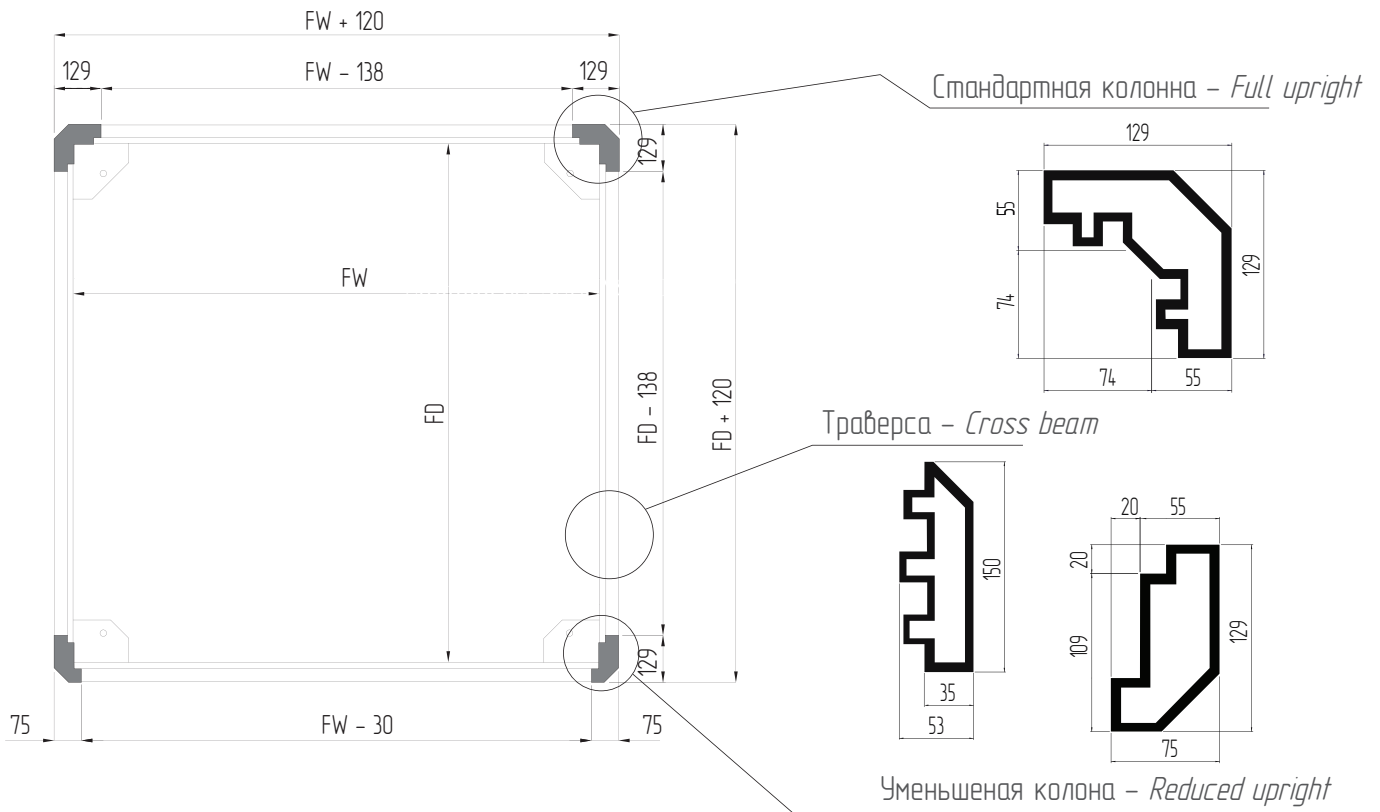 FW + 120
129 FW - 138 129
Стандартная колонна - Full upright
129
129
55
74
129
74 55
FW
FD
FD - 138
FD + 120
Траверса - Cross beam
150
35
53
20 55
20
109
129
75
129
75 FW - 30 75
Уменьшеная колона - Reduced upright